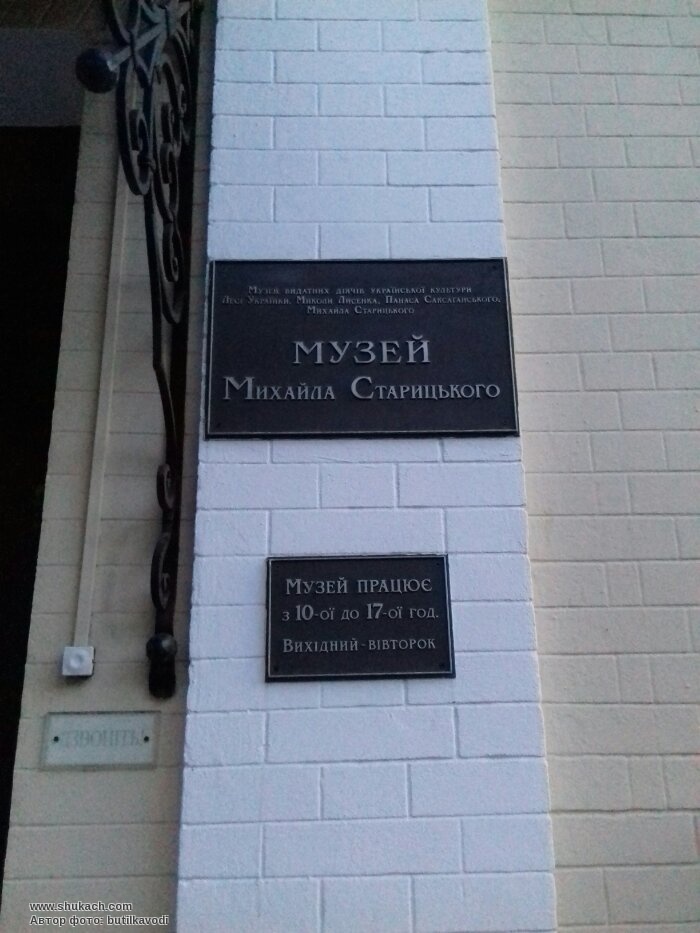 Музей видатних діячів української культури
Лесі Українки, Миколи Лисенка, Панаса Саксаганського,
Михайла Старицького
МУЗЕЙ
Михайла Старицького
Музей працює
з 10-ої до 17-ої год.
Вихідний-вівторок
www.shukach.com
Автор фото: butilkavodi